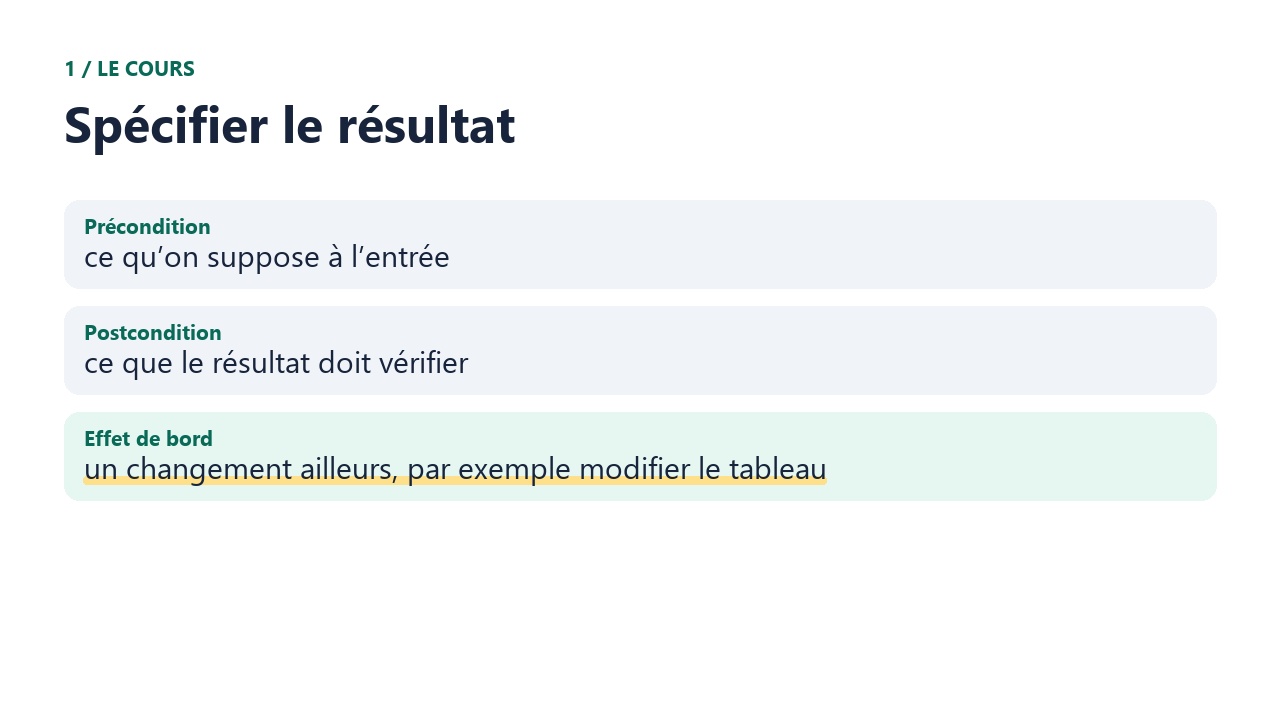 1 / LE COURS
Spécifier le résultat
Précondition
ce qu’on suppose à l’entrée
Postcondition
ce que le résultat doit vérifier
Effet de bord
un changement ailleurs, par exemple modifier le tableau